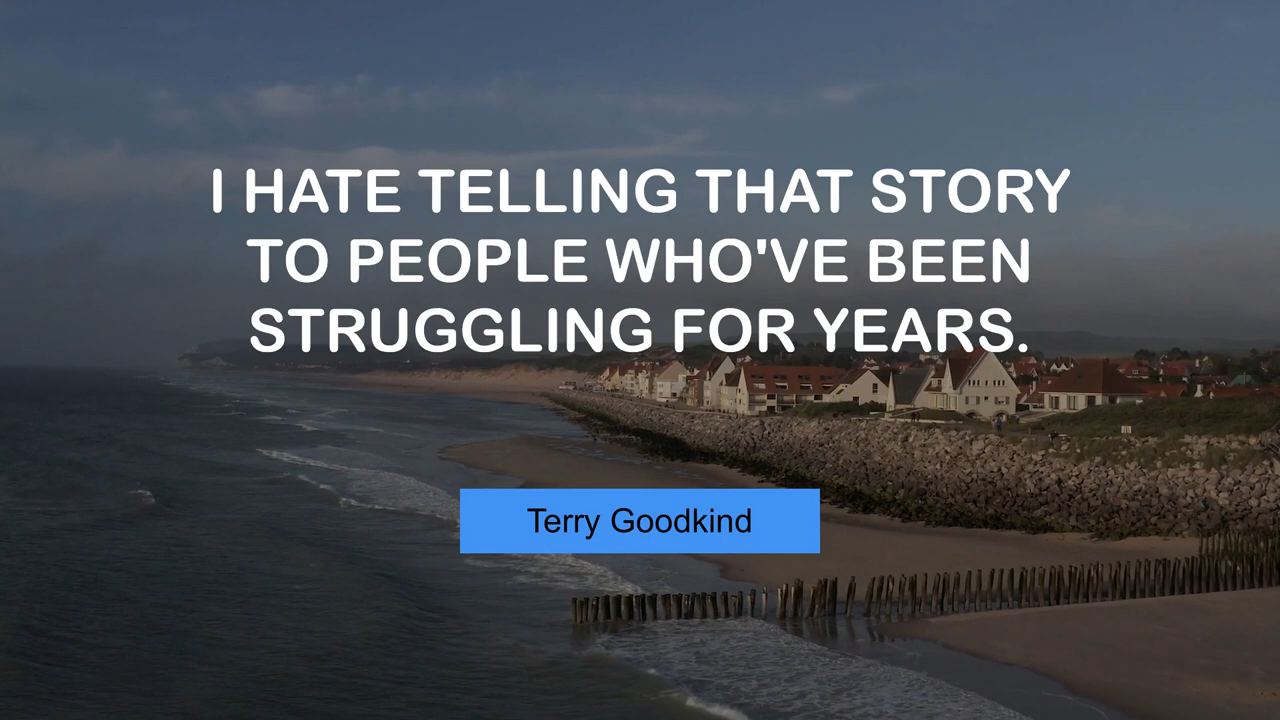 I HATE TELLING THAT STORY
TO PEOPLE WHO'VE BEEN
STRUGGLING FOR YEARS.
Terry Goodkind